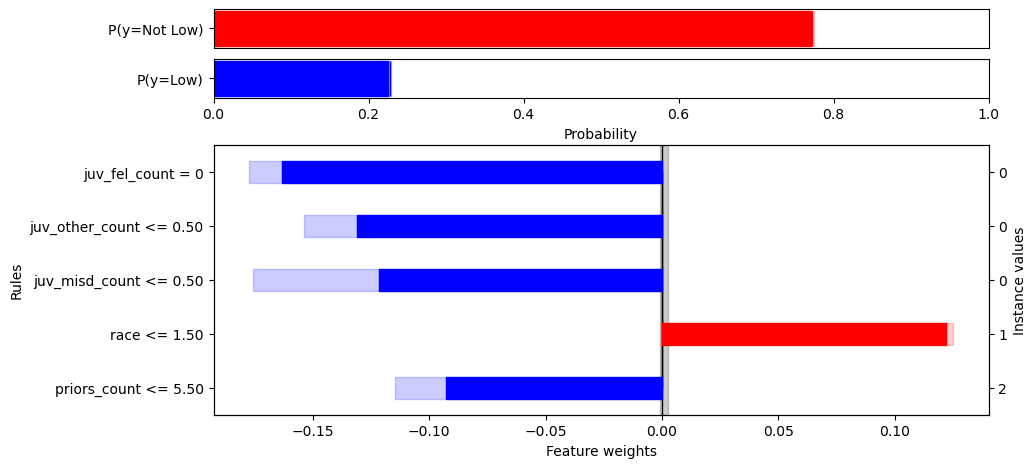 P(y=Not Low)
P(y=Low)
0.0 0.2 0.4 0.6 0.8 1.0
Probability
Rules
juv_fel_count = 0 0
juv_other_count <= 0.50 0
juv_misd_count <= 0.50 0
race <= 1.50 1
priors_count <= 5.50 2
Instance values
−0.15 −0.10 −0.05 0.00 0.05 0.10
Feature weights